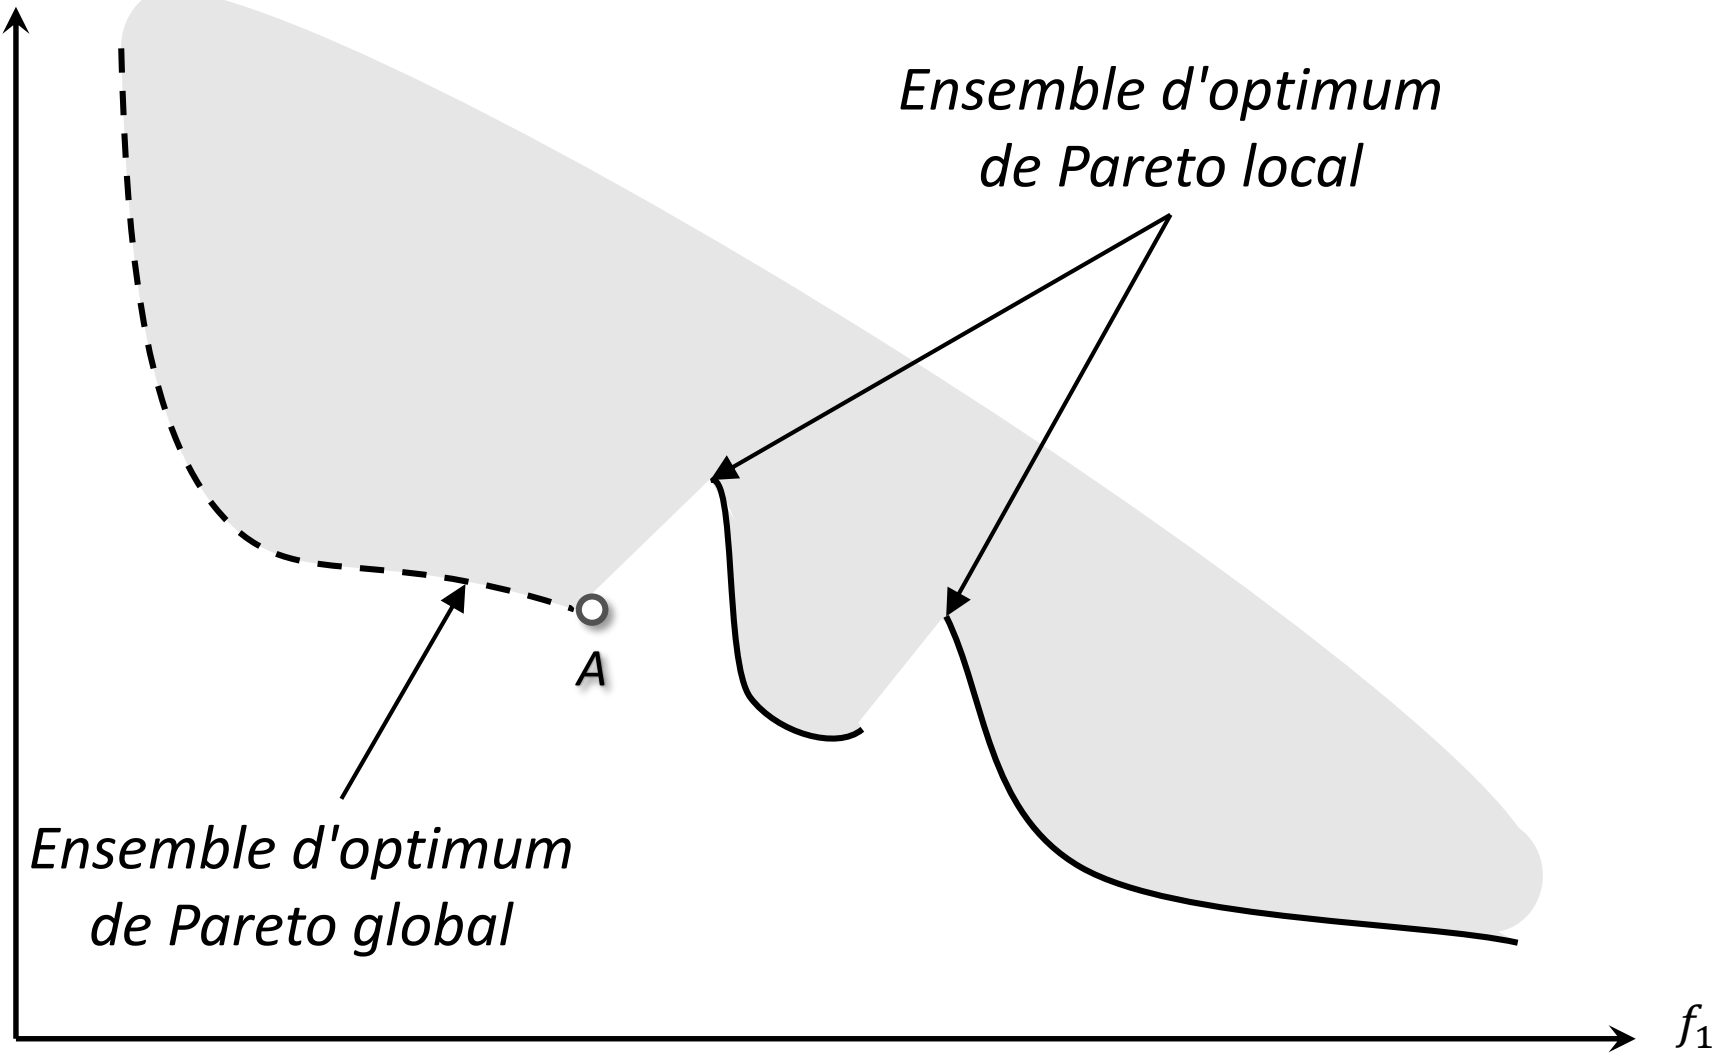 Ensemble d'optimum
de Pareto local
A
Ensemble d'optimum
de Pareto global
f₁